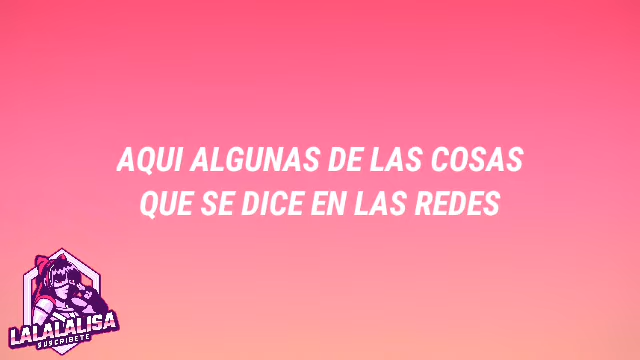 AQUI ALGUNAS DE LAS COSAS
QUE SE DICE EN LAS REDES
LALALALISA
SUSCRIBETE